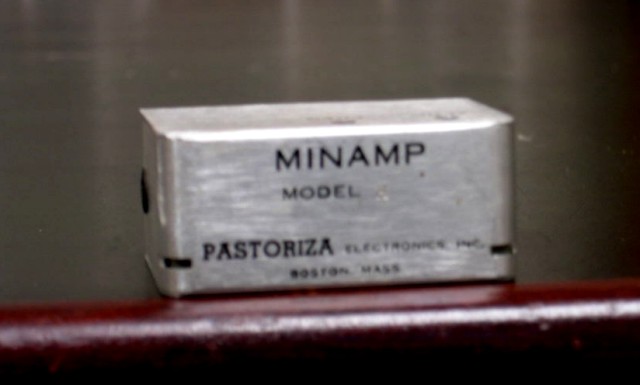 MINAMP
MODEL
PASTORIZA ELECTRONICS, INC.
BOSTON, MASS.